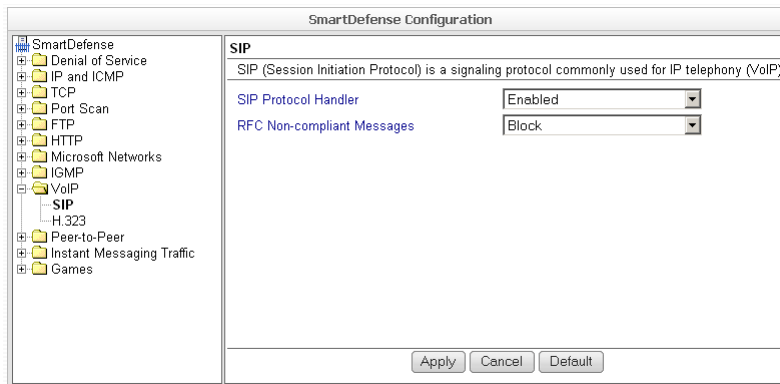 SmartDefense Configuration
SmartDefense
Denial of Service
IP and ICMP
TCP
Port Scan
FTP
HTTP
Microsoft Networks
IGMP
VoIP
SIP
H.323
Peer-to-Peer
Instant Messaging Traffic
Games
SIP
SIP (Session Initiation Protocol) is a signaling protocol commonly used for IP telephony (VoIP)
SIP Protocol Handler Enabled
RFC Non-compliant Messages Block
Apply Cancel Default